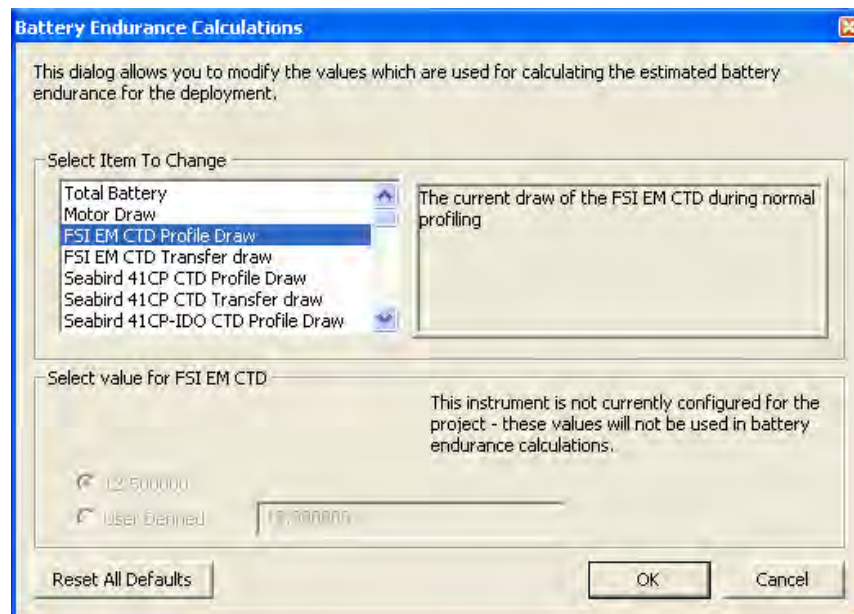 Battery Endurance Calculations
This dialog allows you to modify the values which are used for calculating the estimated battery
endurance for the deployment.
Select Item To Change
Total Battery
Motor Draw
FSI EM CTD Profile Draw
FSI EM CTD Transfer draw
Seabird 41CP CTD Profile Draw
Seabird 41CP CTD Transfer draw
Seabird 41CP-IDO CTD Profile Draw
The current draw of the FSI EM CTD during normal
profiling
Select value for FSI EM CTD
This instrument is not currently configured for the
project - these values will not be used in battery
endurance calculations.
12.500000
User Defined
Reset All Defaults
OK
Cancel